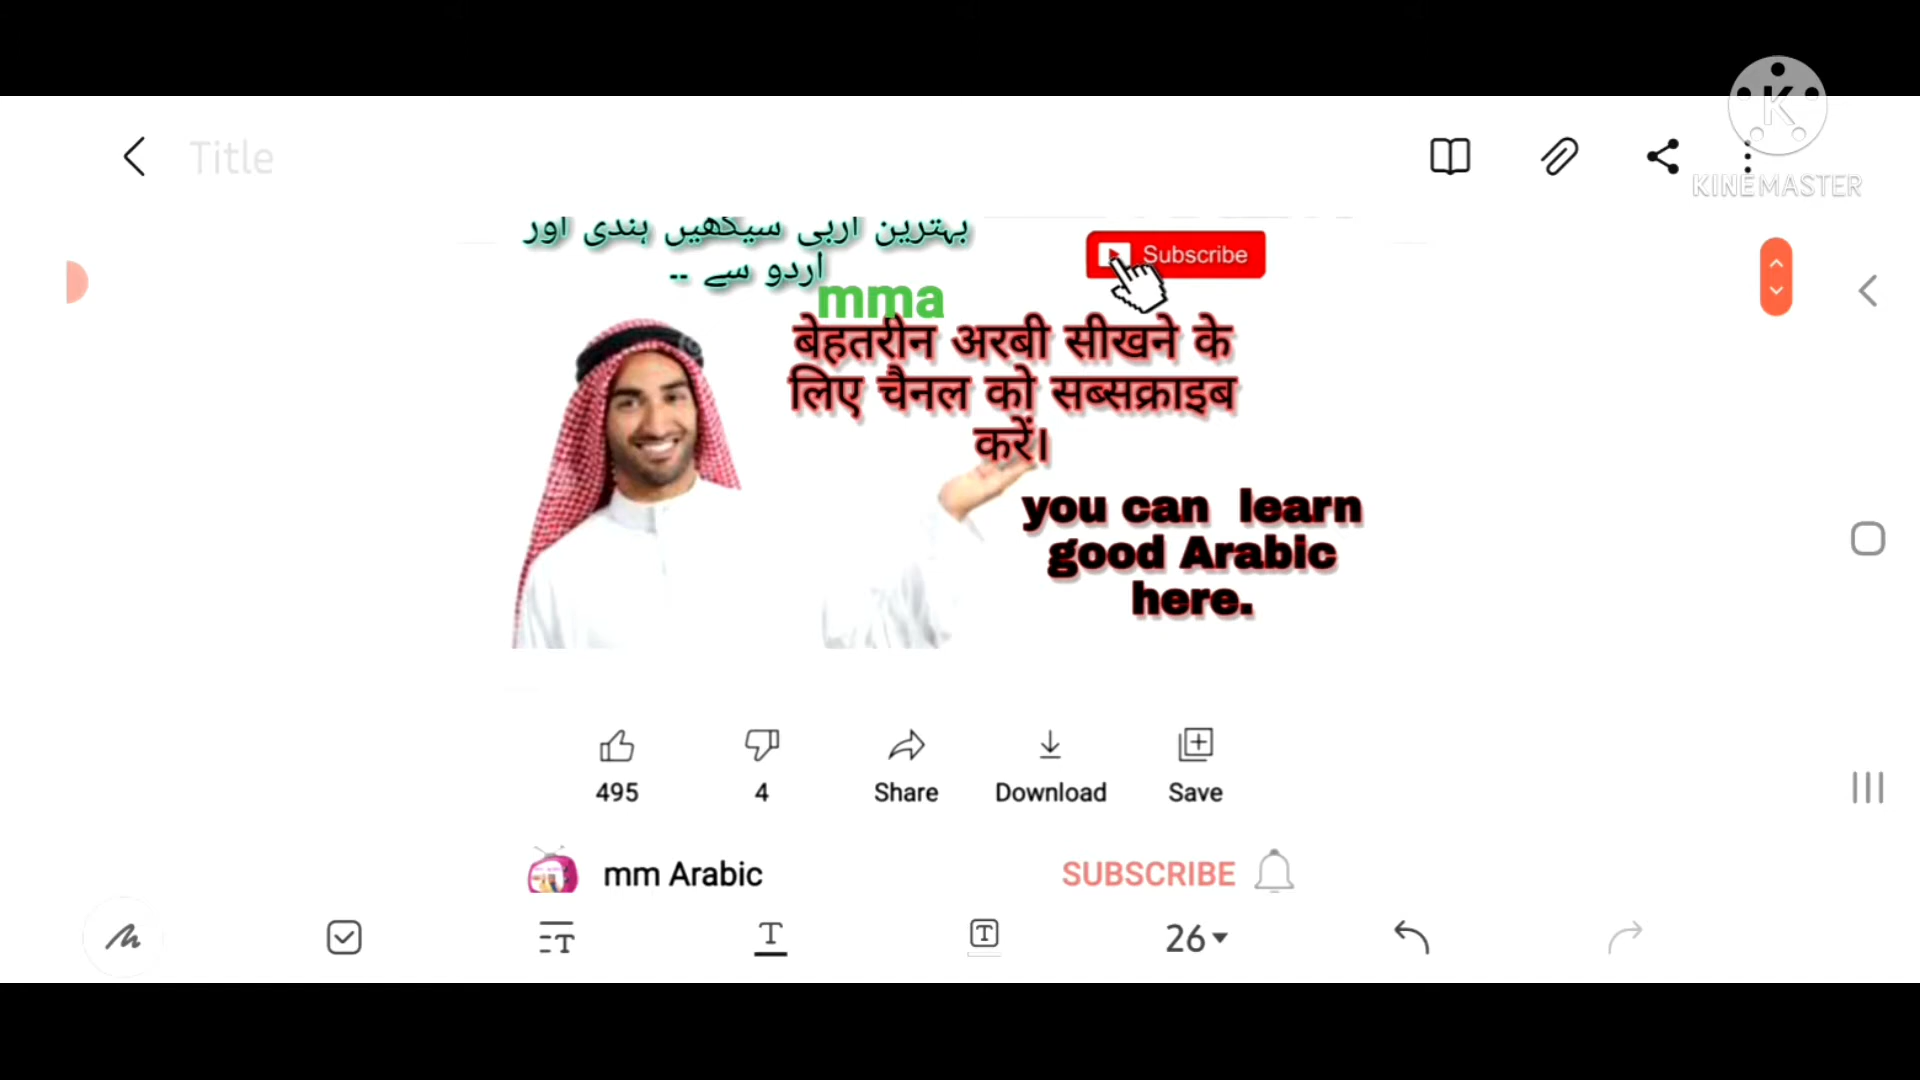 Title
KINEMASTER
بہترین اربی سیکھیں ہندی اور
اردو سے --
Subscribe
mma
बेहतरीन अरबी सीखने के
लिए चैनल को सब्सक्राइब
करें।
you can learn
good Arabic
here.
495
4
Share
Download
Save
mm Arabic
SUBSCRIBE
26